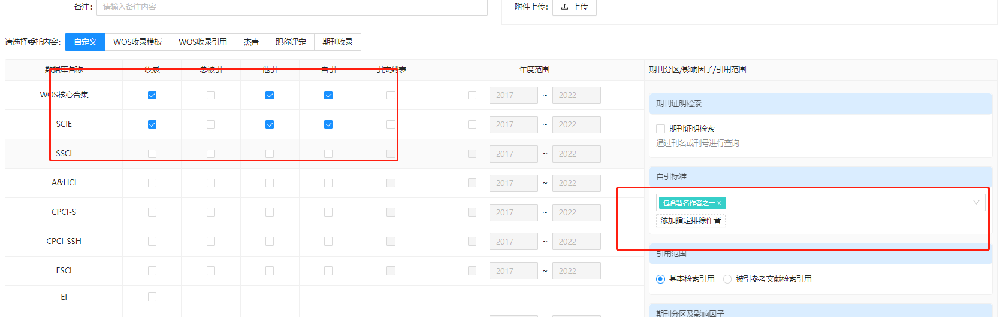 备注: 请输入备注内容
附件上传: 上传
请选择委托内容: 自定义 WOS收录模板 WOS收录引用 杰青 职称评定 期刊收录
数据库名称 收录 总被引 他引 自引 引文列表 年度范围 期刊分区/影响因子/引用范围
WOS核心合集 2017 ~ 2022
SCIE 2017 ~ 2022
SSCI 2017 ~ 2022
A&HCI 2017 ~ 2022
CPCI-S 2017 ~ 2022
CPCI-SSH 2017 ~ 2022
ESCI 2017 ~ 2022
EI
期刊证明检索
期刊证明检索
通过刊名或刊号进行查询
自引标准
包含署名作者之一 x
添加指定排除作者
引用范围
基本检索引用 被引参考文献检索引用
期刊分区及影响因子